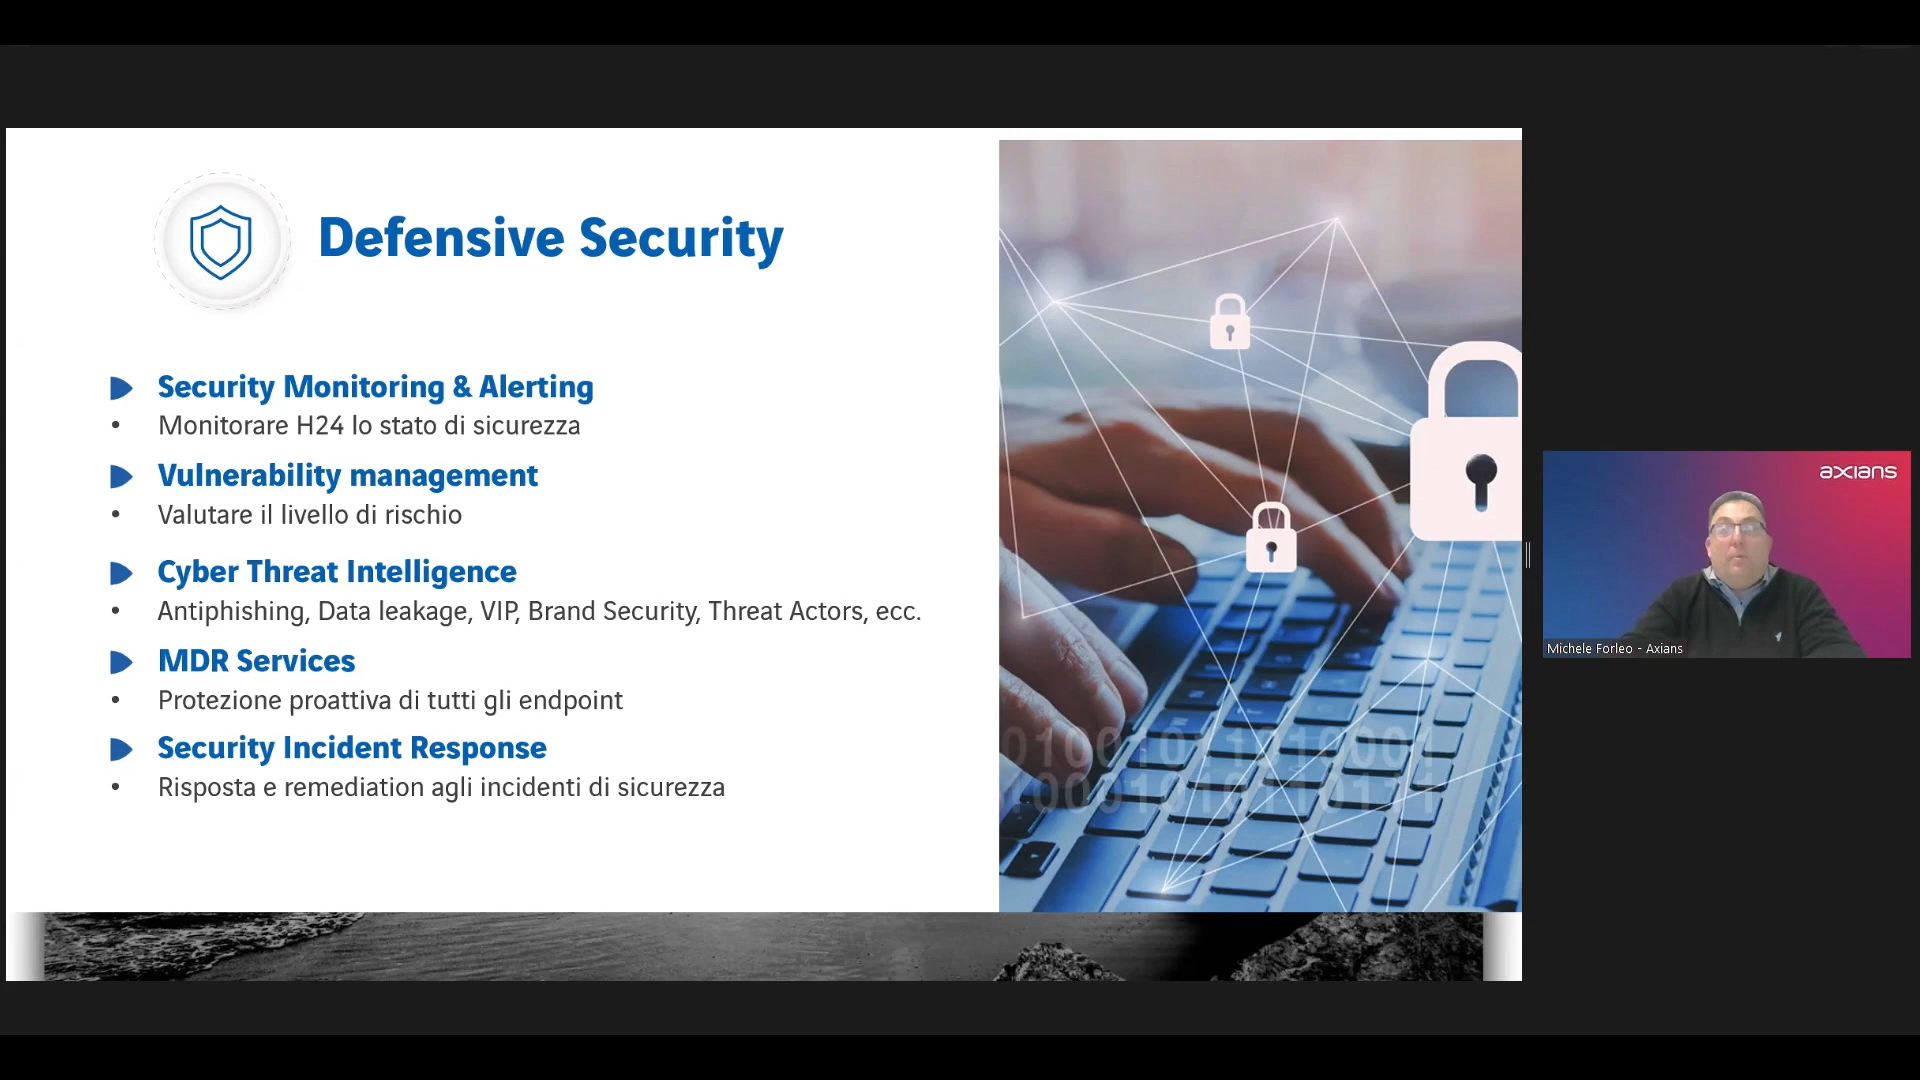 Defensive Security
Security Monitoring & Alerting
• Monitorare H24 lo stato di sicurezza
Vulnerability management
• Valutare il livello di rischio
Cyber Threat Intelligence
• Antiphishing, Data leakage, VIP, Brand Security, Threat Actors, ecc.
MDR Services
• Protezione proattiva di tutti gli endpoint
Security Incident Response
• Risposta e remediation agli incidenti di sicurezza
axians
Michele Forleo - Axians